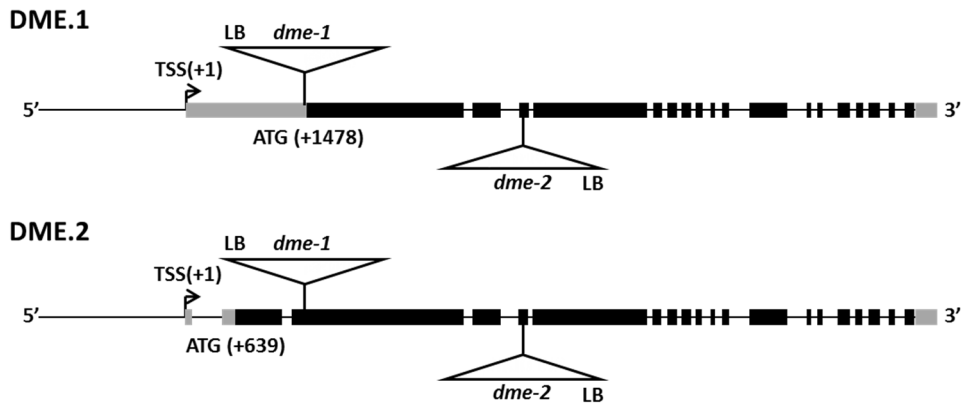 DME.1
LB dme-1
TSS(+1)
5’ 3’
ATG (+1478)
dme-2 LB
DME.2
LB dme-1
TSS(+1)
5’ 3’
ATG (+639)
dme-2 LB